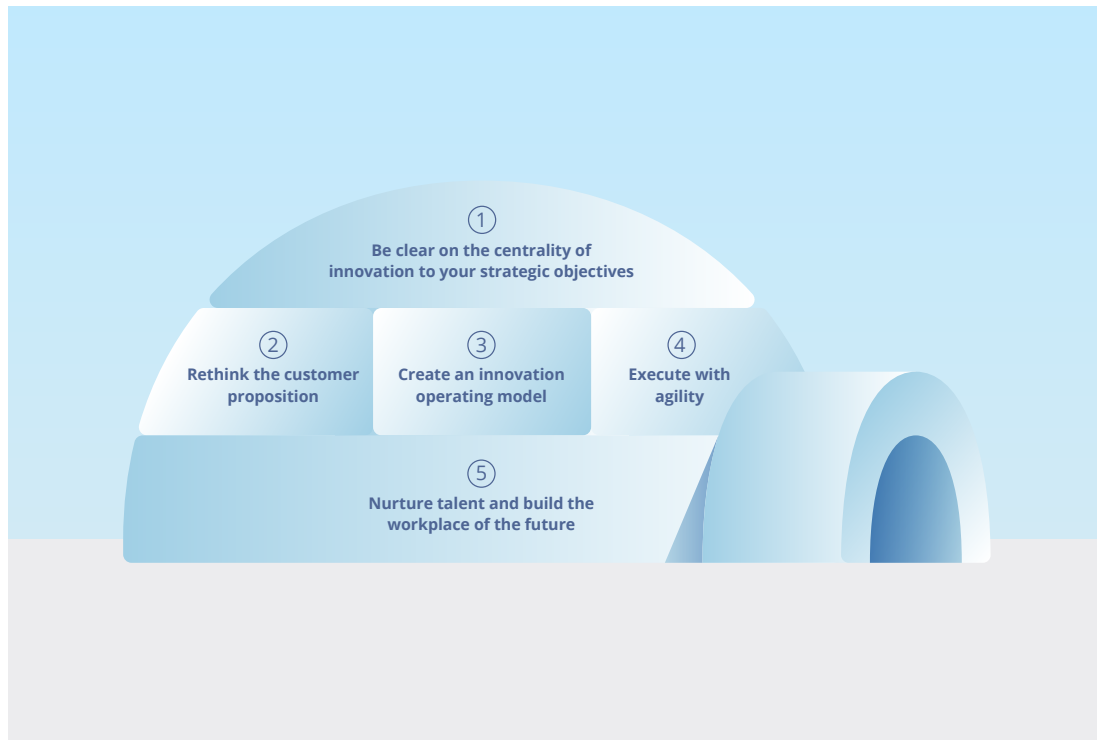 1
Be clear on the centrality of
innovation to your strategic objectives
2
Rethink the customer
proposition
3
Create an innovation
operating model
4
Execute with
agility
5
Nurture talent and build the
workplace of the future